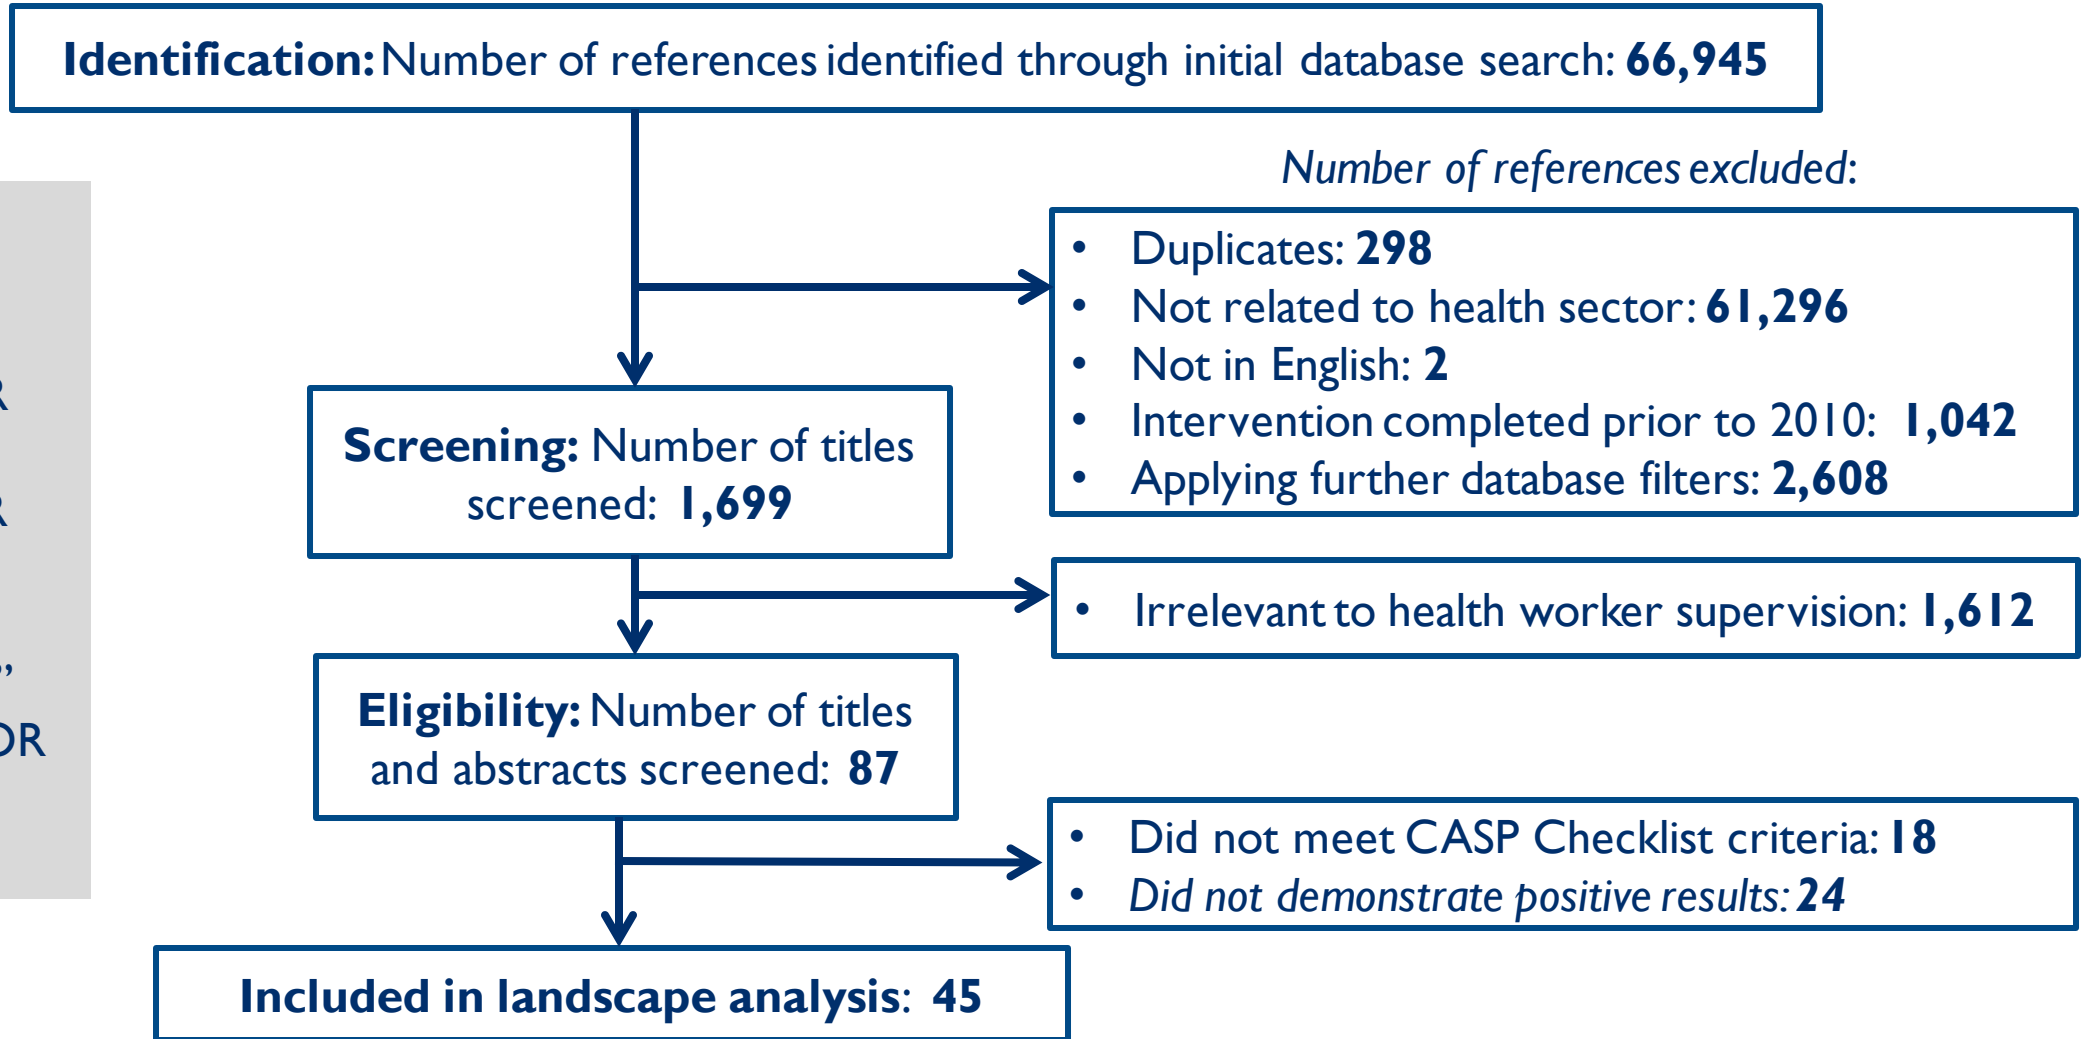 Identification: Number of references identified through initial database search: 66,945
Number of references excluded:
• Duplicates: 298
• Not related to health sector: 61,296
• Not in English: 2
• Intervention completed prior to 2010: 1,042
• Applying further database filters: 2,608
Screening: Number of titles
screened: 1,699
• Irrelevant to health worker supervision: 1,612
Eligibility: Number of titles
and abstracts screened: 87
• Did not meet CASP Checklist criteria: 18
• Did not demonstrate positive results: 24
Included in landscape analysis: 45
OR